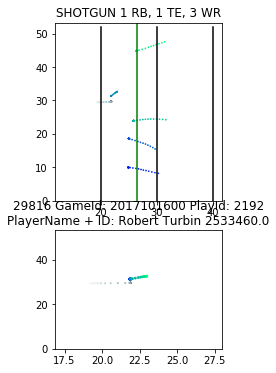 SHOTGUN 1 RB, 1 TE, 3 WR
50
40
30
20
10
0
20 30 40
29816 GameId: 2017101600 PlayId: 2192
PlayerName + ID: Robert Turbin 2533460.0
40
20
0
17.5 20.0 22.5 25.0 27.5